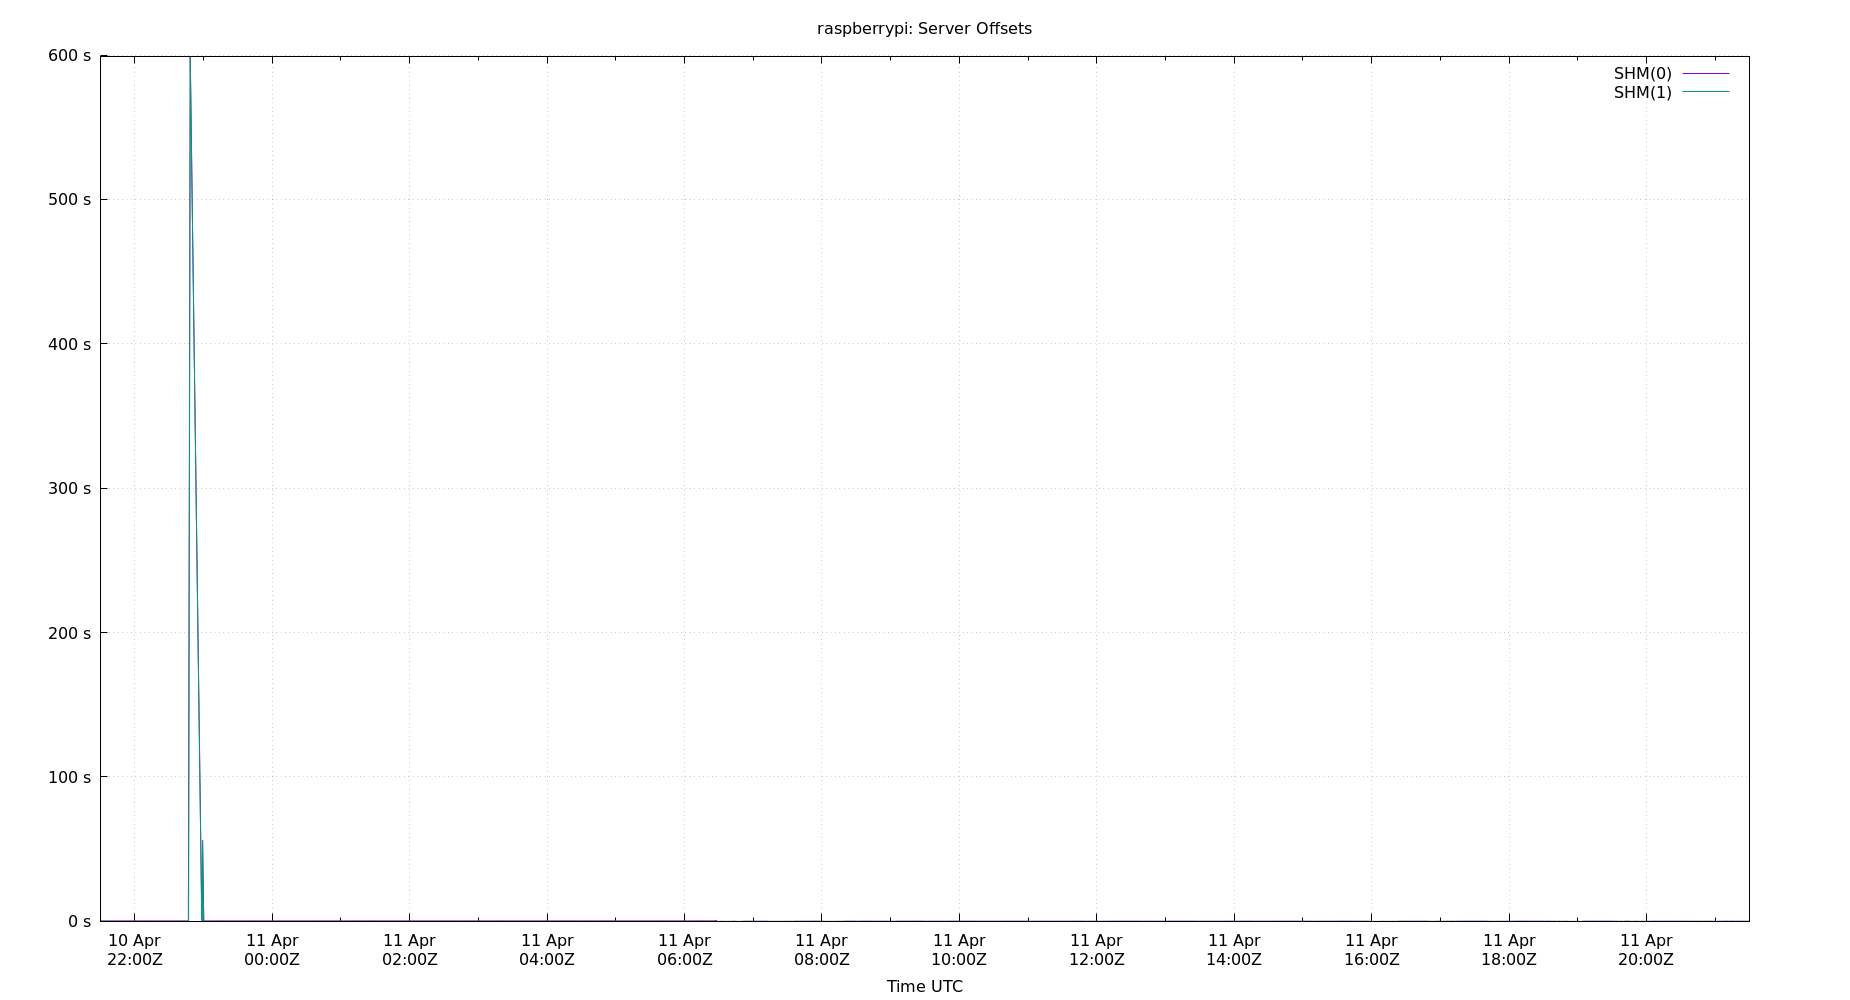 raspberrypi: Server Offsets
600 s
500 s
400 s
300 s
200 s
100 s
0 s
SHM(0)
SHM(1)
10 Apr 11 Apr 11 Apr 11 Apr 11 Apr 11 Apr 11 Apr 11 Apr 11 Apr 11 Apr 11 Apr 11 Apr
22:00Z 00:00Z 02:00Z 04:00Z 06:00Z 08:00Z 10:00Z 12:00Z 14:00Z 16:00Z 18:00Z 20:00Z
Time UTC